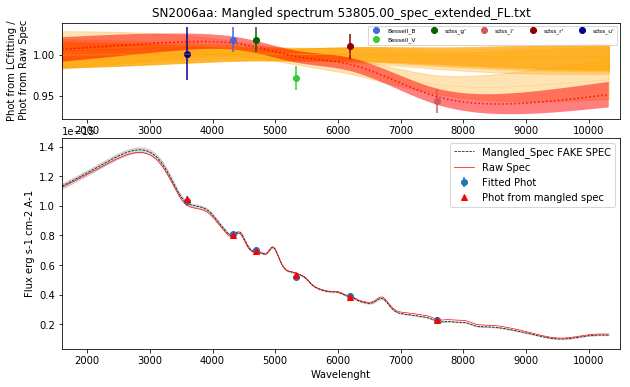 SN2006aa: Mangled spectrum 53805.00_spec_extended_FL.txt
Phot from LCfitting /
Phot from Raw Spec
1.00
0.95
Bessell_B
Bessell_V
sdss_g'
sdss_i'
sdss_r'
sdss_u'
2000 3000 4000 5000 6000 7000 8000 9000 10000
1e−15
Flux erg s-1 cm-2 A-1
1.4
1.2
1.0
0.8
0.6
0.4
0.2
Mangled_Spec FAKE SPEC
Raw Spec
Fitted Phot
Phot from mangled spec
2000 3000 4000 5000 6000 7000 8000 9000 10000
Wavelenght